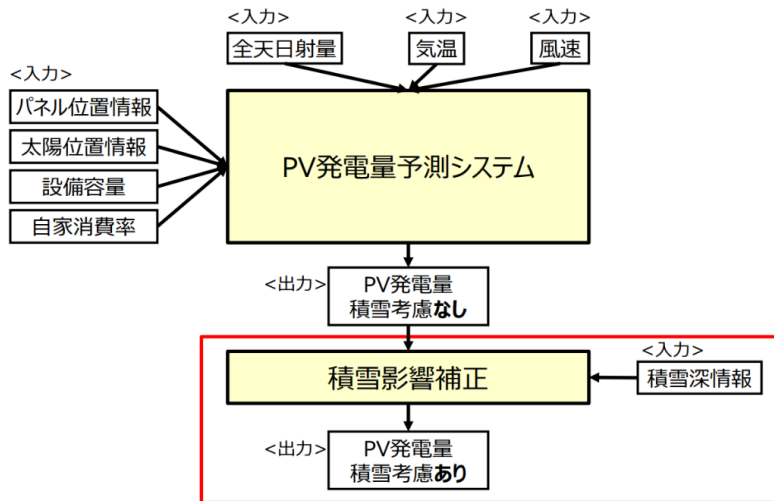 <入力>
<入力>
<入力>
全天日射量
気温
風速
<入力>
パネル位置情報
太陽位置情報
設備容量
自家消費率
PV発電量予測システム
<出力>
PV発電量
積雪考慮なし
積雪影響補正
<入力>
積雪深情報
<出力>
PV発電量
積雪考慮あり